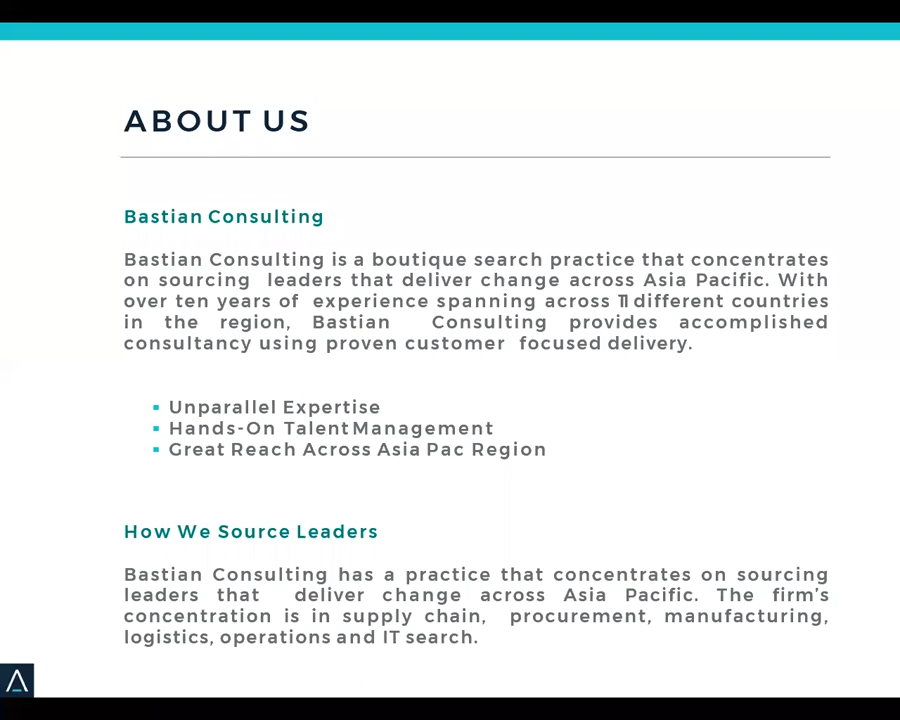 ABOUT US
Bastian Consulting
Bastian Consulting is a boutique search practice that concentrates
on sourcing leaders that deliver change across Asia Pacific. With
over ten years of experience spanning across 11 different countries
in the region, Bastian Consulting provides accomplished
consultancy using proven customer focused delivery.
▪ Unparallel Expertise
▪ Hands-On Talent Management
▪ Great Reach Across Asia Pac Region
How We Source Leaders
Bastian Consulting has a practice that concentrates on sourcing
leaders that deliver change across Asia Pacific. The firm's
concentration is in supply chain, procurement, manufacturing,
logistics, operations and IT search.